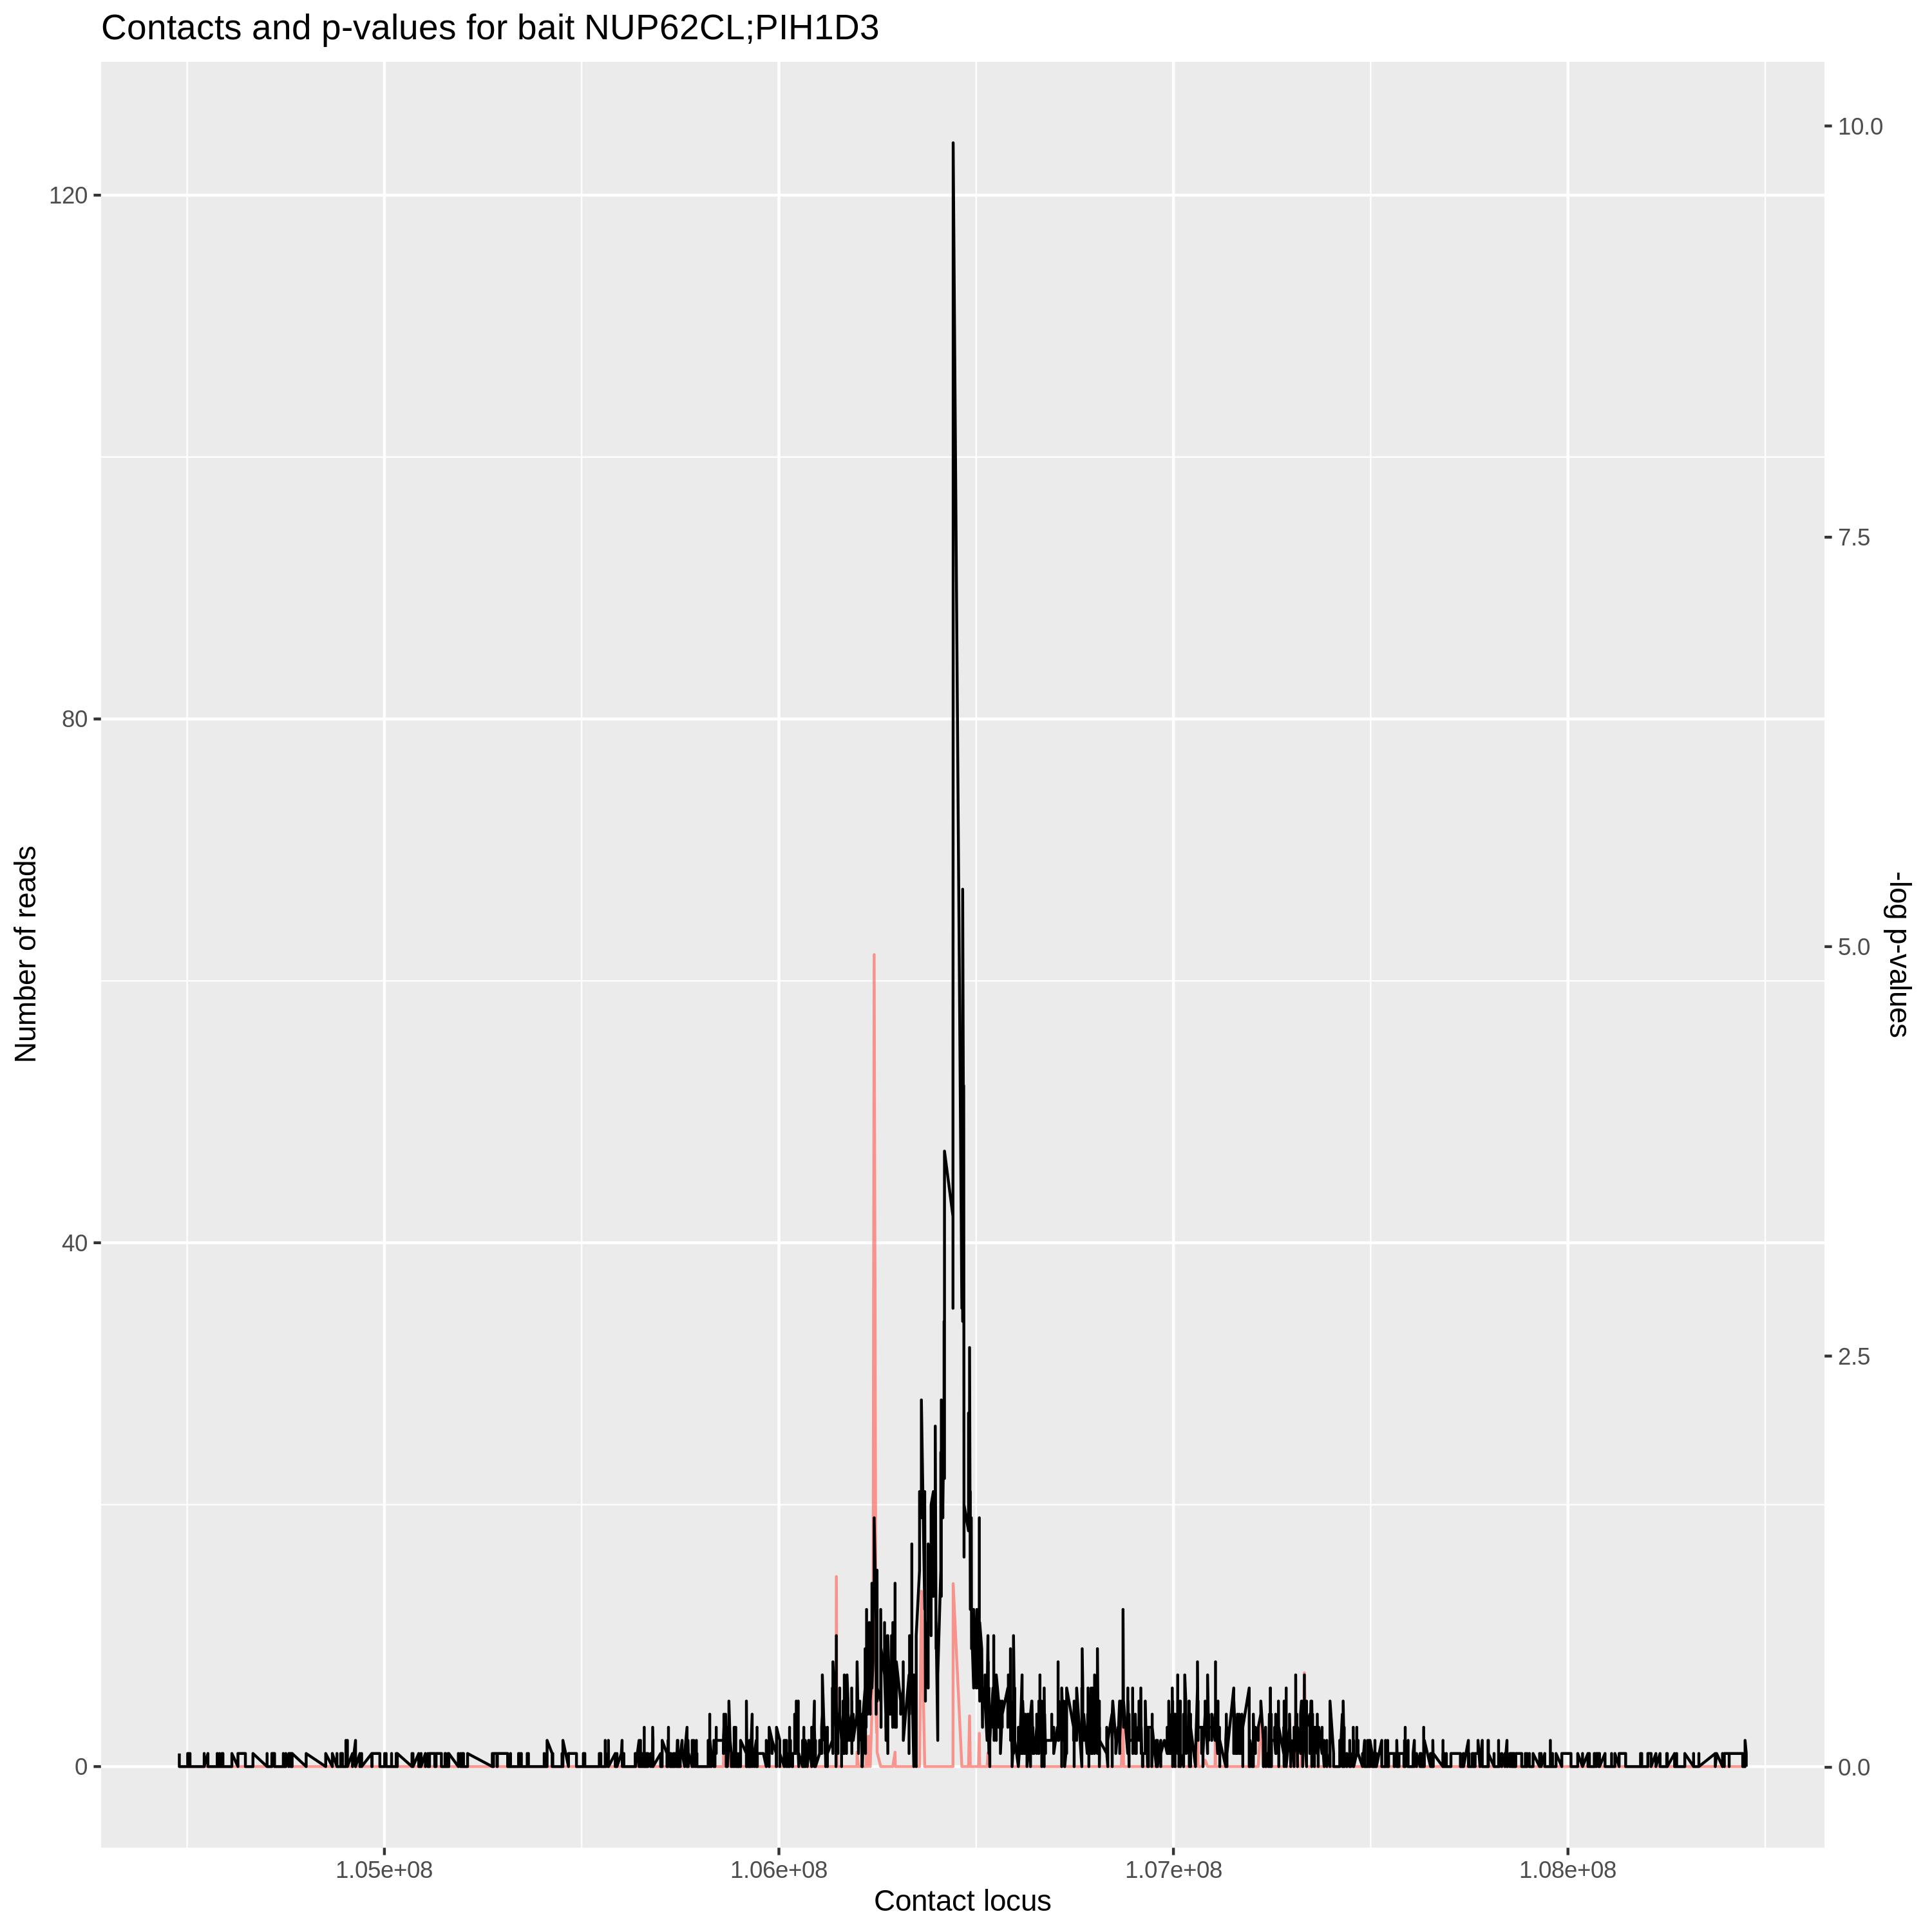 Contacts and p-values for bait NUP62CL;PIH1D3
120
80
40
0
Number of reads
10.0
7.5
5.0
2.5
0.0
-log p-values
1.05e+08
1.06e+08
1.07e+08
1.08e+08
Contact locus